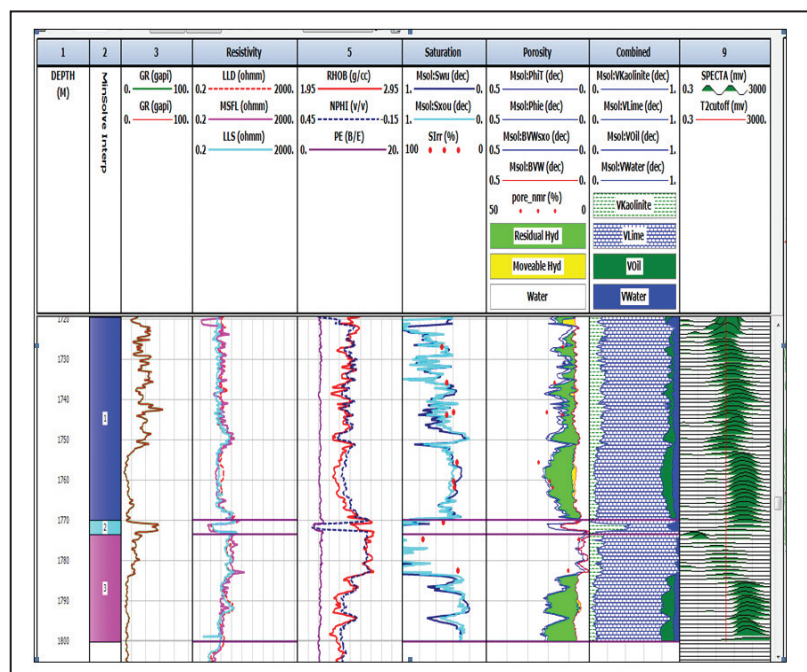 1 2 3 Resistivity 5 Saturation Porosity Combined 9
DEPTH
(M)
MinSolve Interp
GR (gapi)
0. 100.
GR (gapi)
0. 100.
LLD (ohmm)
0.2 2000.
MSFL (ohmm)
0.2 2000.
LLS (ohmm)
0.2 2000.
RHOB (g/cc)
1.95 2.95
NPHI (v/v)
0.45 -0.15
PE (B/E)
0. 20.
Msol:Swu (dec)
1. 0.
Msol:Sxou (dec)
1. 0.
SIrr (%)
100 0
Msol:PhiT (dec)
0.5 0.
Msol:Phie (dec)
0.5 0.
Msol:BVWsxo (dec)
0.5 0.
Msol:BVW (dec)
0.5 0.
pore_nmr (%)
50 0
Residual Hyd
Moveable Hyd
Water
Msol:VKaolinite (dec)
0. 1.
Msol:VLime (dec)
0. 1.
Msol:VOil (dec)
0. 1.
Msol:VWater (dec)
0. 1.
VKaolinite
VLime
VOil
VWater
SPECTA (mv)
0.3 3000
T2cutoff (mv)
0.3 3000.
1720
1730
1740
1750
1760
1770
1780
1790
1800
2
3